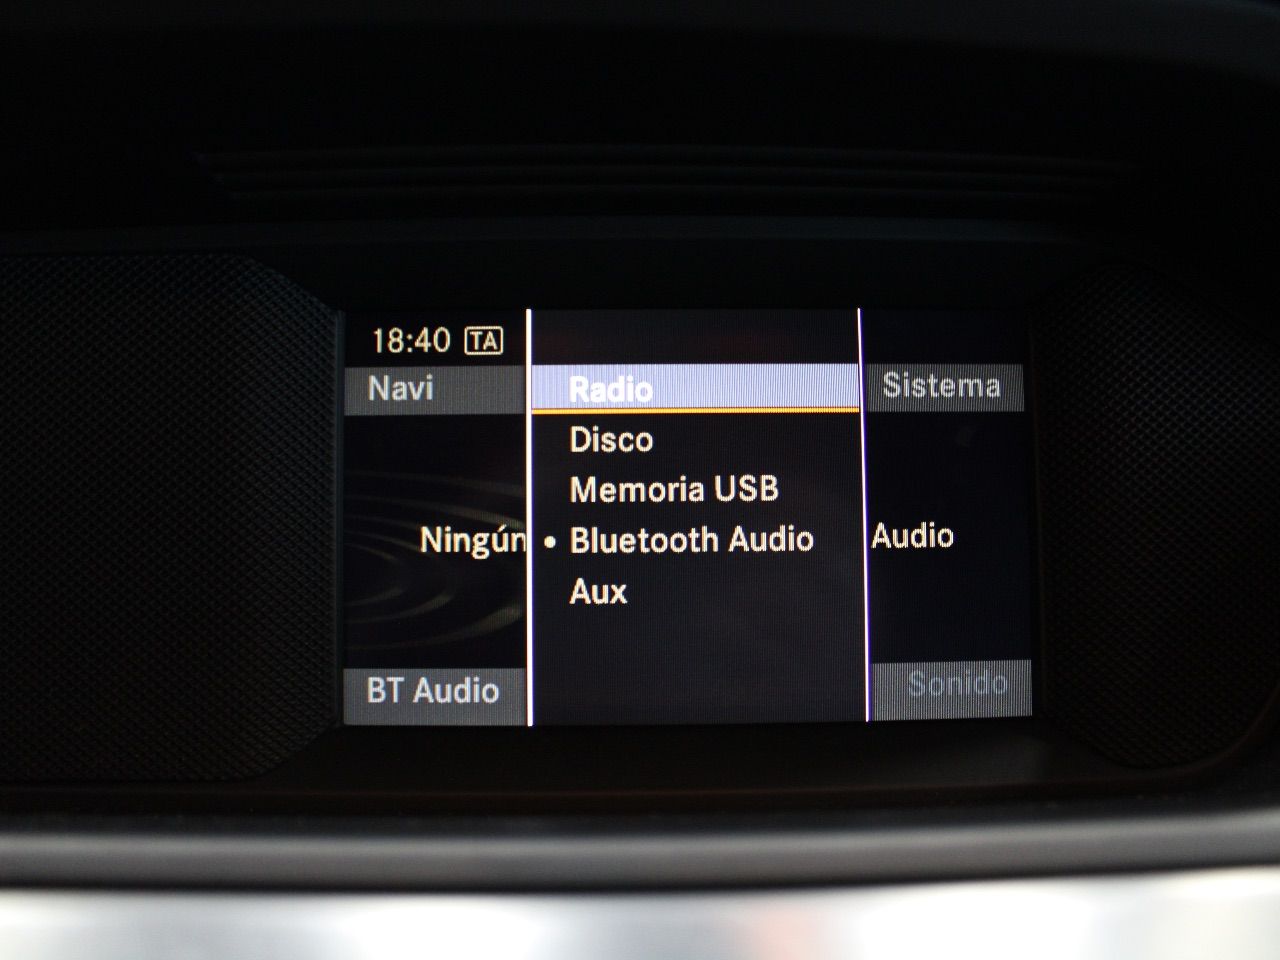 18:40 TA
Navi
Radio
Sistema
Disco
Memoria USB
Ningún
• Bluetooth Audio
Audio
Aux
BT Audio
Sonido